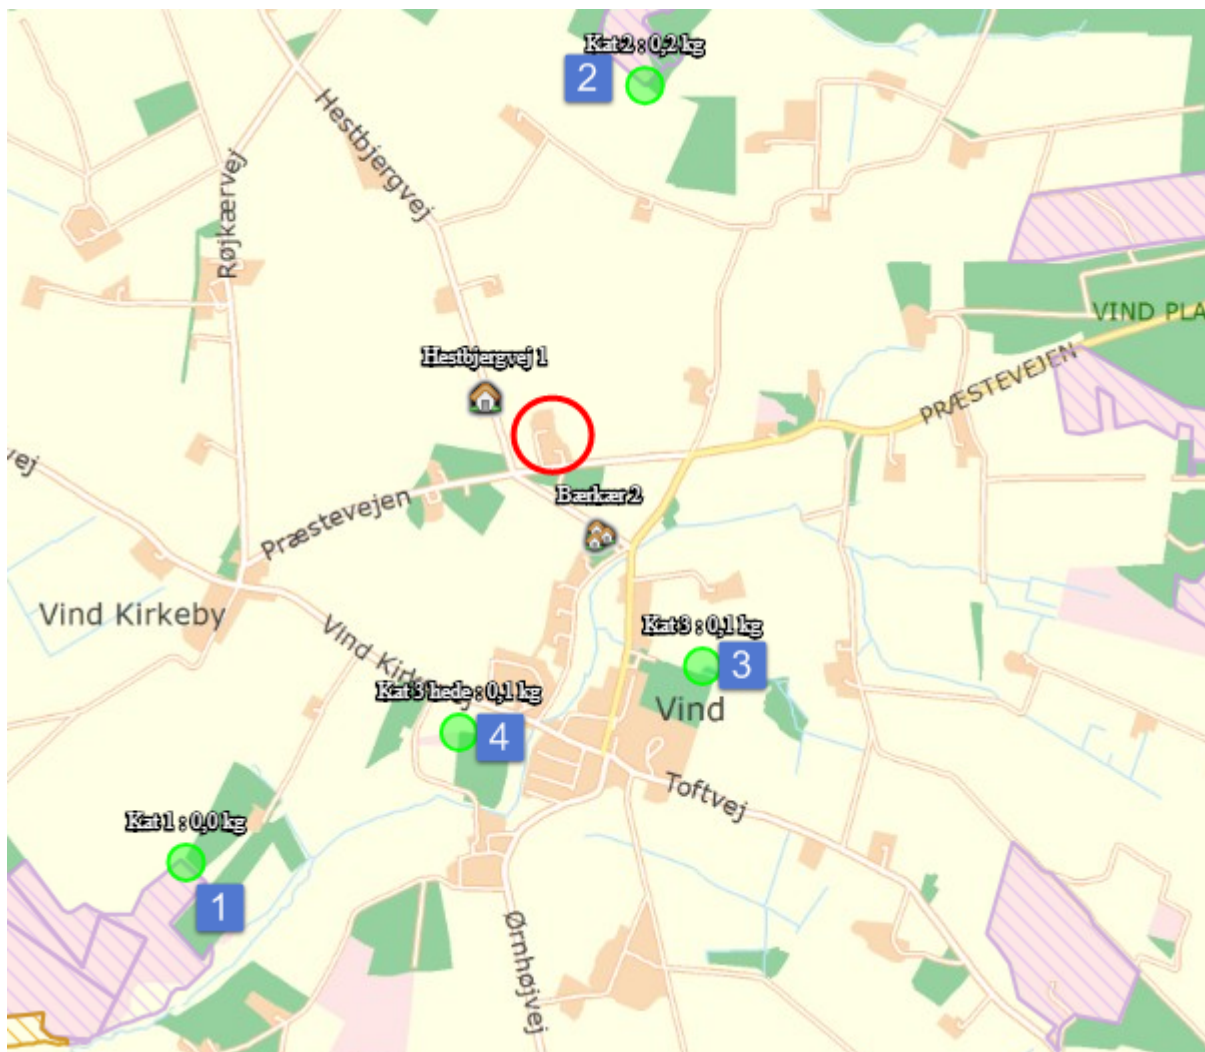 Kat 2 : 0,2 kg
2
Hestbjergvej
Røjkærvej
VIND PLA
Hestbjergvej 1
PRÆSTEVEJEN
vej
Bærkær 2
Præstevejen
Vind Kirkeby
Kat 3 : 0,1 kg
3
Vind Kirkevej
Kat 3 hede : 0,1 kg
Vind
4
Toftvej
Kat 1 : 0,0 kg
1
Ørnhøjvej